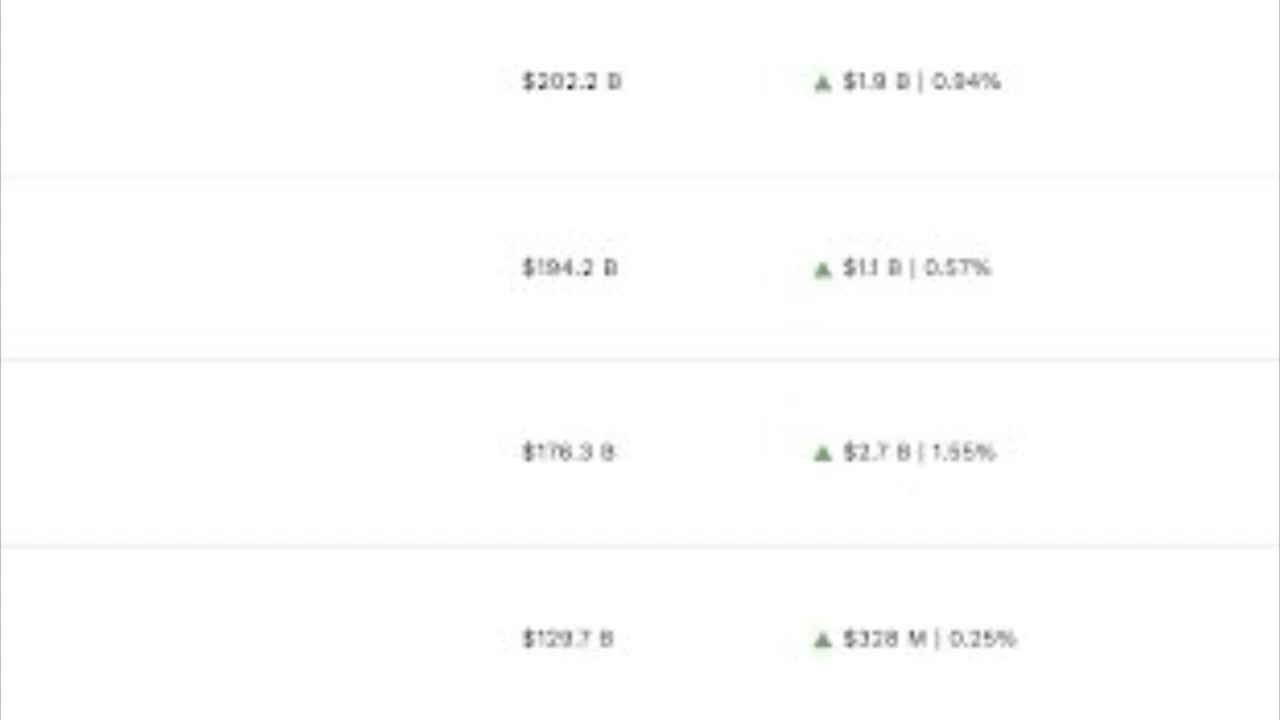 $202.2 B ▲ $1.9 B | 0.94%
$194.2 B ▲ $1.1 B | 0.57%
$176.3 B ▲ $2.7 B | 1.55%
$129.7 B ▲ $328 M | 0.25%